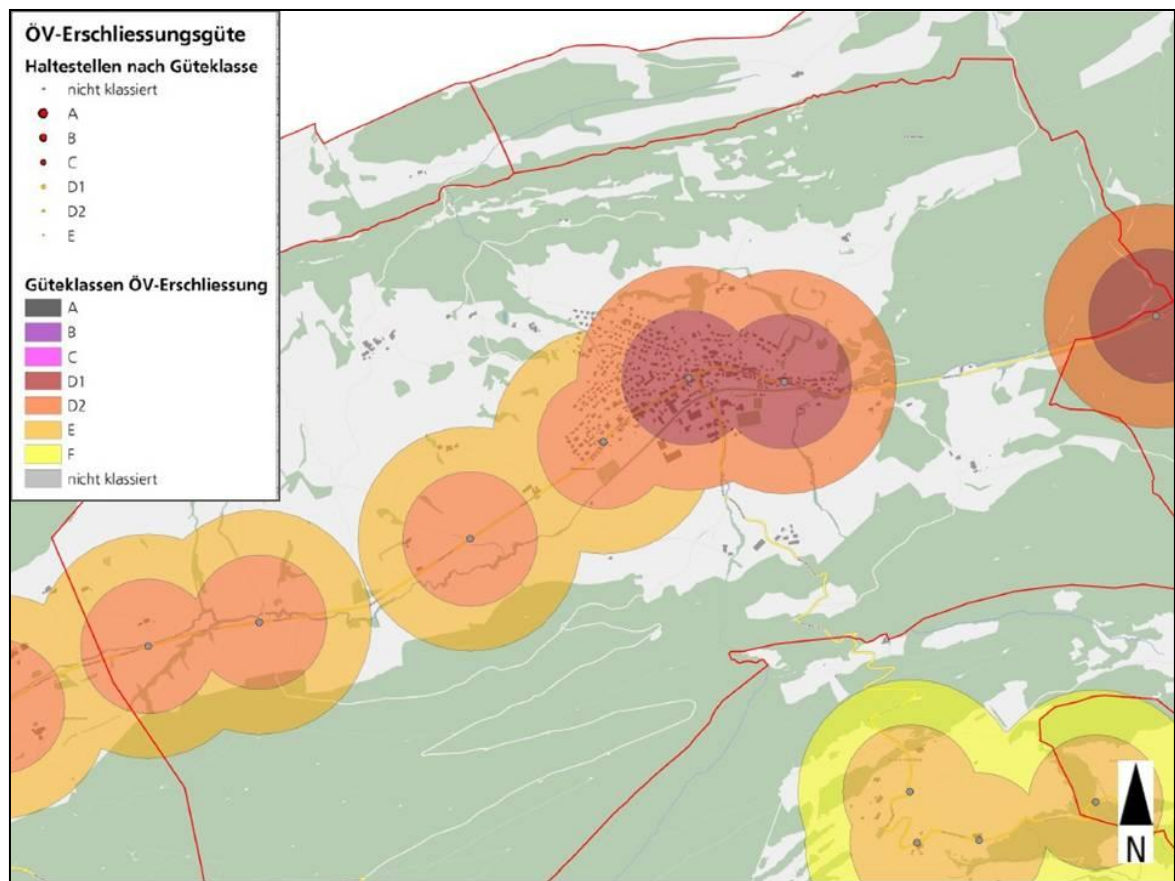 ÖV-Erschliessungsgüte
Haltestellen nach Güteklasse
nicht klassiert
A
B
C
D1
D2
E
Güteklassen ÖV-Erschliessung
A
B
C
D1
D2
E
F
nicht klassiert
N